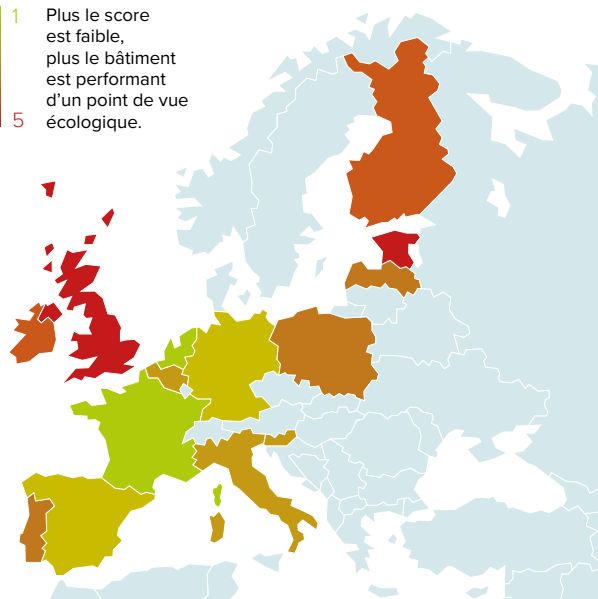 1
Plus le score
est faible,
plus le bâtiment
est performant
d'un point de vue
écologique.
5